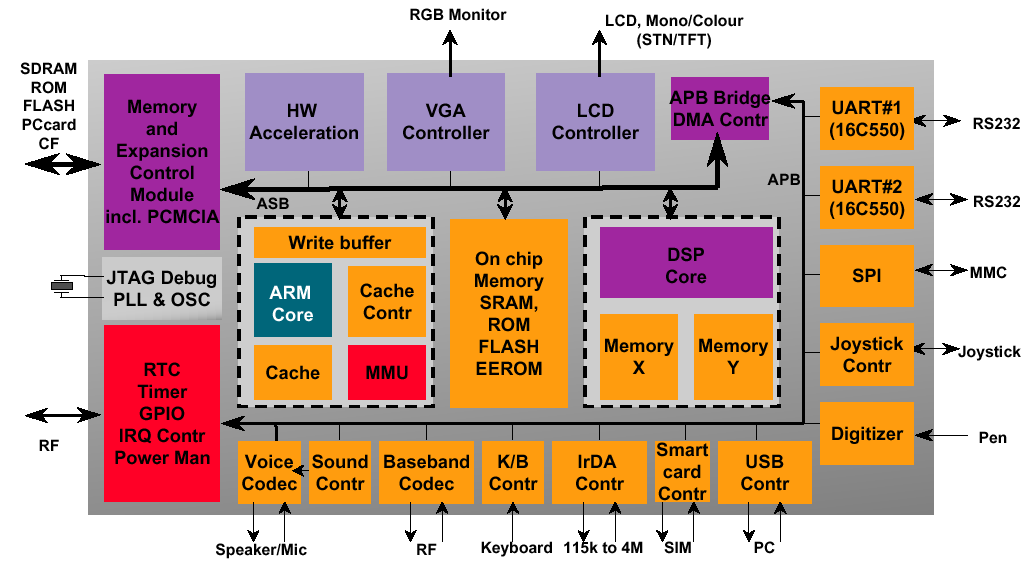 RGB Monitor
LCD, Mono/Colour
(STN/TFT)
SDRAM
ROM
FLASH
PCcard
CF
Memory
and
Expansion
Control
Module
incl. PCMCIA
HW
Acceleration
VGA
Controller
LCD
Controller
APB Bridge
DMA Contr
UART#1
(16C550)
RS232
APB
UART#2
(16C550)
RS232
ASB
Write buffer
ARM
Core
Cache
Contr
Cache
MMU
On chip
Memory
SRAM,
ROM
FLASH
EEROM
DSP
Core
Memory
X
Memory
Y
SPI
MMC
JTAG Debug
PLL & OSC
Joystick
Contr
Joystick
RTC
Timer
GPIO
IRQ Contr
Power Man
RF
Digitizer
Pen
Voice
Codec
Sound
Contr
Baseband
Codec
K/B
Contr
IrDA
Contr
Smart
card
Contr
USB
Contr
Speaker/Mic
RF
Keyboard
115k to 4M
SIM
PC